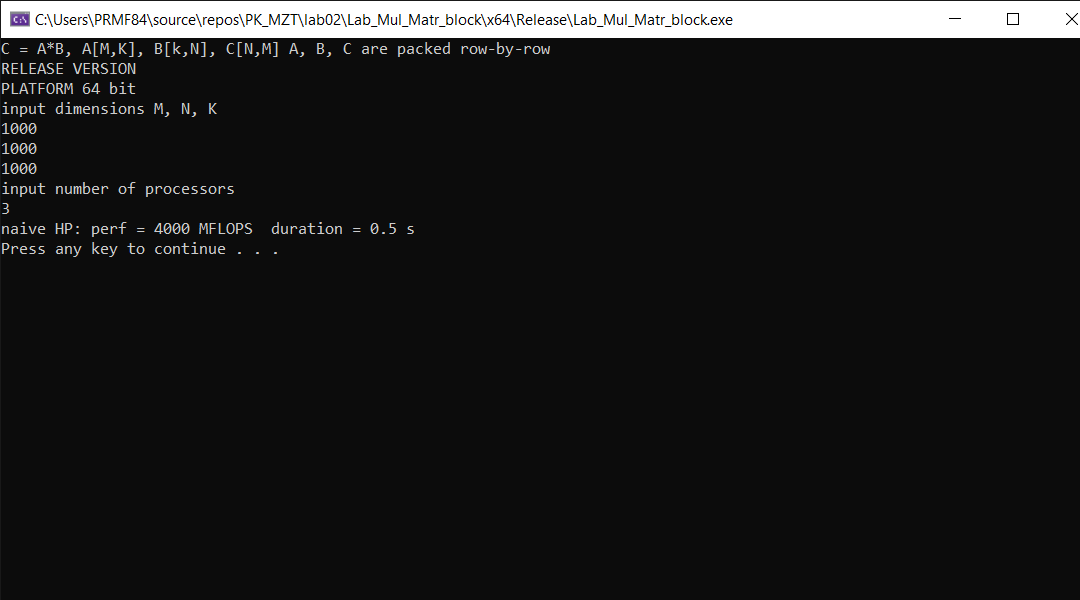 C:\Users\PRMF84\source\repos\PK_MZT\lab02\Lab_Mul_Matr_block\x64\Release\Lab_Mul_Matr_block.exe
C = A*B, A[M,K], B[k,N], C[N,M] A, B, C are packed row-by-row
RELEASE VERSION
PLATFORM 64 bit
input dimensions M, N, K
1000
1000
1000
input number of processors
3
naive HP: perf = 4000 MFLOPS  duration = 0.5 s
Press any key to continue . . .